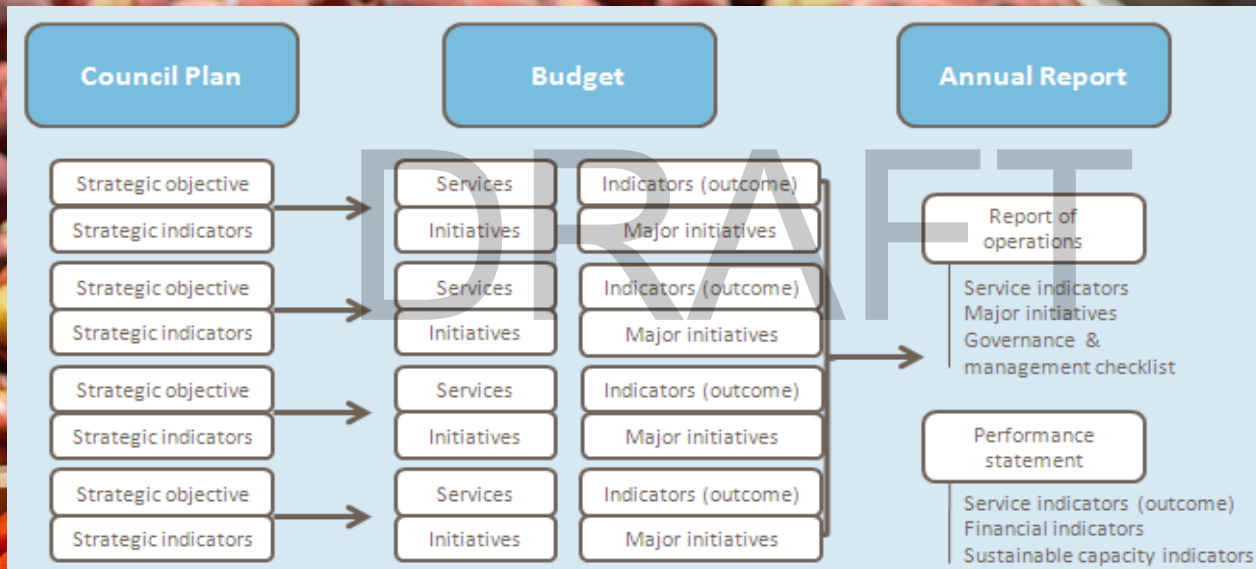 Council Plan
Budget
Annual Report
DRAFT
Strategic objective
Strategic indicators
Services
Initiatives
Indicators (outcome)
Major initiatives
Strategic objective
Strategic indicators
Services
Initiatives
Indicators (outcome)
Major initiatives
Strategic objective
Strategic indicators
Services
Initiatives
Indicators (outcome)
Major initiatives
Strategic objective
Strategic indicators
Services
Initiatives
Indicators (outcome)
Major initiatives
Report of
operations
Service indicators
Major initiatives
Governance &
management checklist
Performance
statement
Service indicators (outcome)
Financial indicators
Sustainable capacity indicators